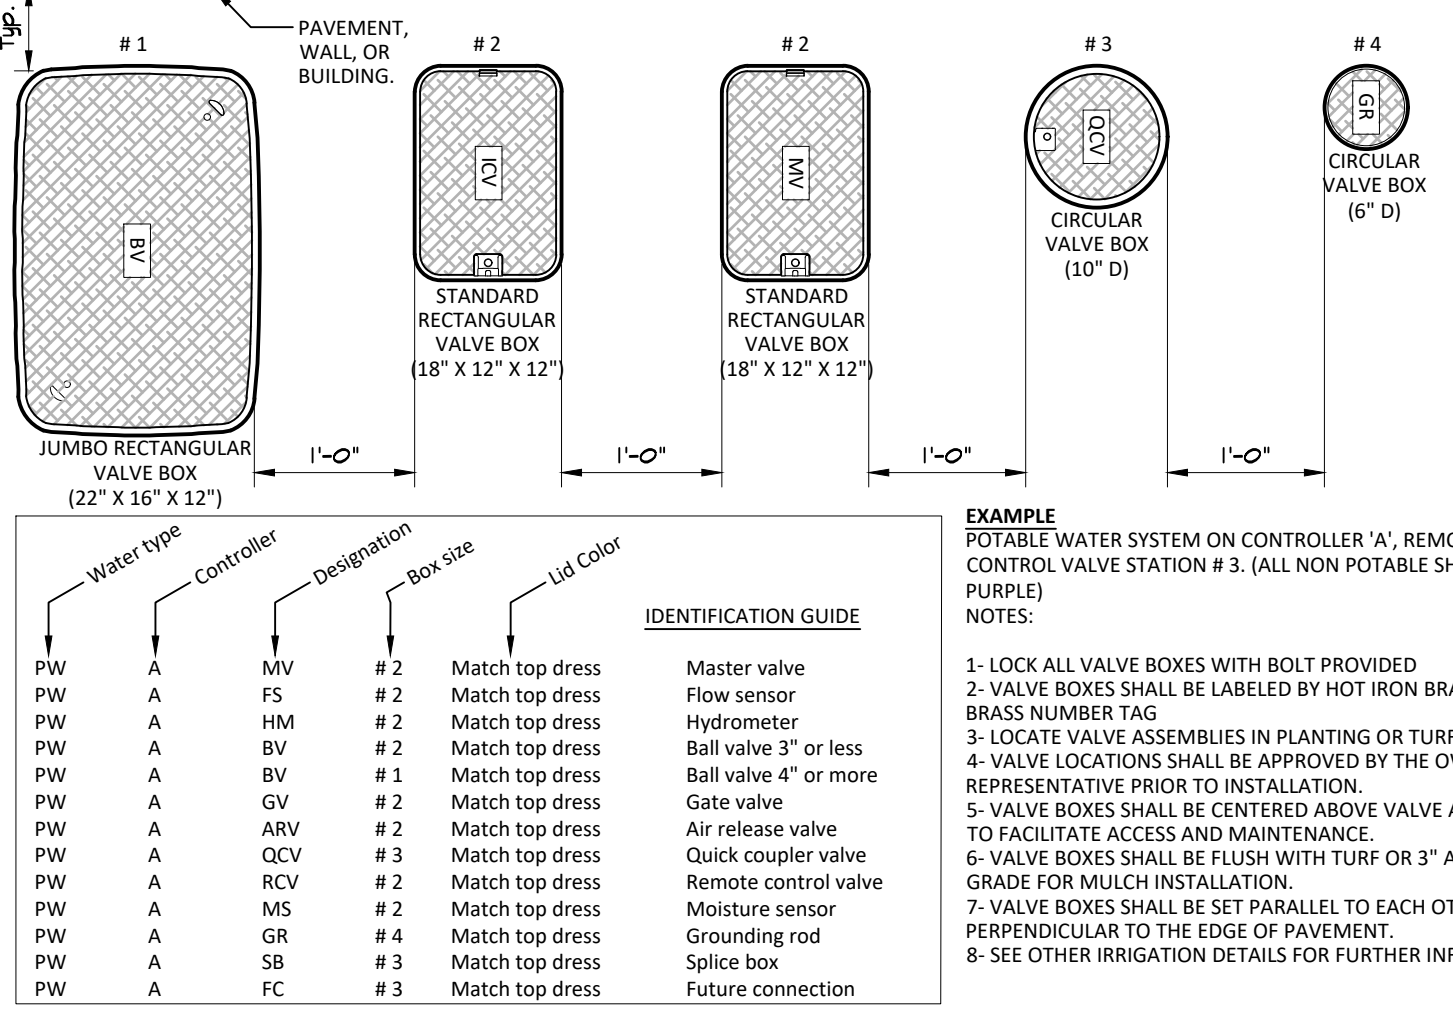 Typ.
PAVEMENT,
WALL, OR
BUILDING.
# 1
# 2
# 2
# 3
# 4
BV
ICV
MV
QCV
GR
JUMBO RECTANGULAR
VALVE BOX
(22" X 16" X 12")
STANDARD
RECTANGULAR
VALVE BOX
(18" X 12" X 12")
STANDARD
RECTANGULAR
VALVE BOX
(18" X 12" X 12")
CIRCULAR
VALVE BOX
(10" D)
CIRCULAR
VALVE BOX
(6" D)
1'-0"
1'-0"
1'-0"
1'-0"
Water type
Controller
Designation
Box size
Lid Color
IDENTIFICATION GUIDE
PW A MV # 2 Match top dress Master valve
PW A FS # 2 Match top dress Flow sensor
PW A HM # 2 Match top dress Hydrometer
PW A BV # 2 Match top dress Ball valve 3" or less
PW A BV # 1 Match top dress Ball valve 4" or more
PW A GV # 2 Match top dress Gate valve
PW A ARV # 2 Match top dress Air release valve
PW A QCV # 3 Match top dress Quick coupler valve
PW A RCV # 2 Match top dress Remote control valve
PW A MS # 2 Match top dress Moisture sensor
PW A GR # 4 Match top dress Grounding rod
PW A SB # 3 Match top dress Splice box
PW A FC # 3 Match top dress Future connection
EXAMPLE
POTABLE WATER SYSTEM ON CONTROLLER 'A', REMO
CONTROL VALVE STATION # 3. (ALL NON POTABLE SH
PURPLE)
NOTES:
1- LOCK ALL VALVE BOXES WITH BOLT PROVIDED
2- VALVE BOXES SHALL BE LABELED BY HOT IRON BRA
BRASS NUMBER TAG
3- LOCATE VALVE ASSEMBLIES IN PLANTING OR TURF
4- VALVE LOCATIONS SHALL BE APPROVED BY THE OW
REPRESENTATIVE PRIOR TO INSTALLATION.
5- VALVE BOXES SHALL BE CENTERED ABOVE VALVE A
TO FACILITATE ACCESS AND MAINTENANCE.
6- VALVE BOXES SHALL BE FLUSH WITH TURF OR 3" A
GRADE FOR MULCH INSTALLATION.
7- VALVE BOXES SHALL BE SET PARALLEL TO EACH OT
PERPENDICULAR TO THE EDGE OF PAVEMENT.
8- SEE OTHER IRRIGATION DETAILS FOR FURTHER INF